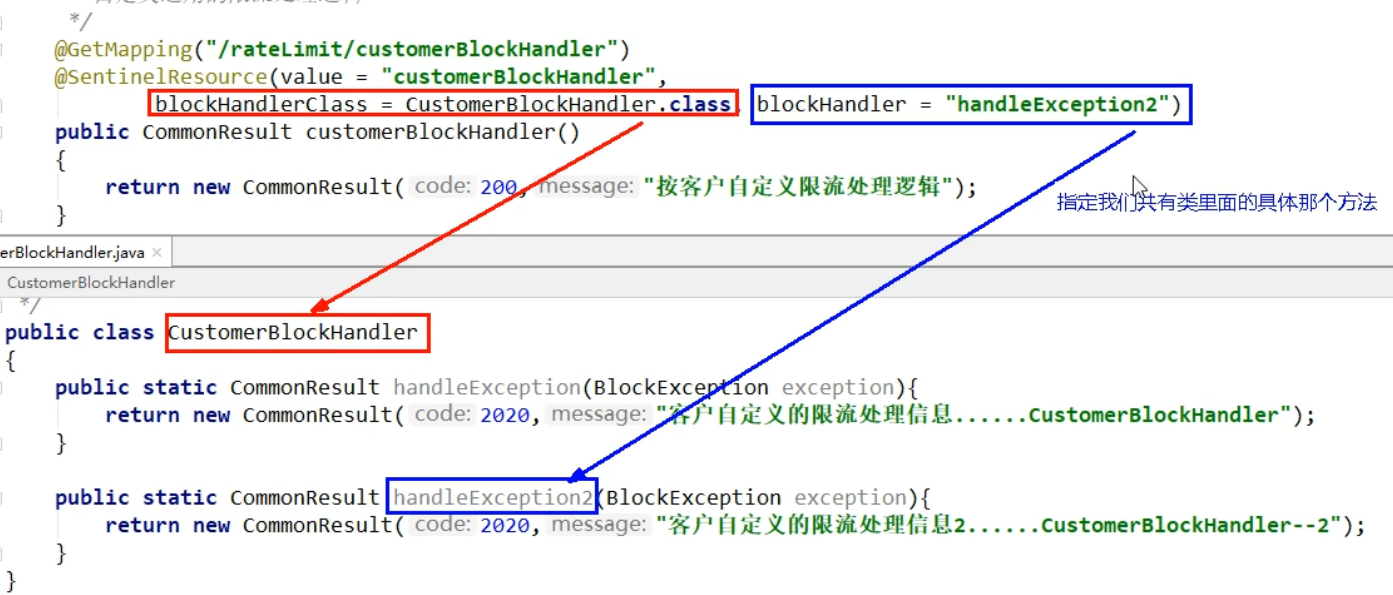 */
@GetMapping("/rateLimit/customerBlockHandler")
@SentinelResource(value = "customerBlockHandler",
blockHandlerClass = CustomerBlockHandler.class, blockHandler = "handleException2")
public CommonResult customerBlockHandler()
{
return new CommonResult( code: 200, message: "按客户自定义限流处理逻辑");
指定我们共有类里面的具体那个方法
}
erBlockHandler.java ×
CustomerBlockHandler
*/
public class CustomerBlockHandler
{
public static CommonResult handleException(BlockException exception){
return new CommonResult( code: 2020, message: "客户自定义的限流处理信息......CustomerBlockHandler");
}
public static CommonResult handleException2(BlockException exception){
return new CommonResult( code: 2020, message: "客户自定义的限流处理信息2......CustomerBlockHandler--2");
}
}